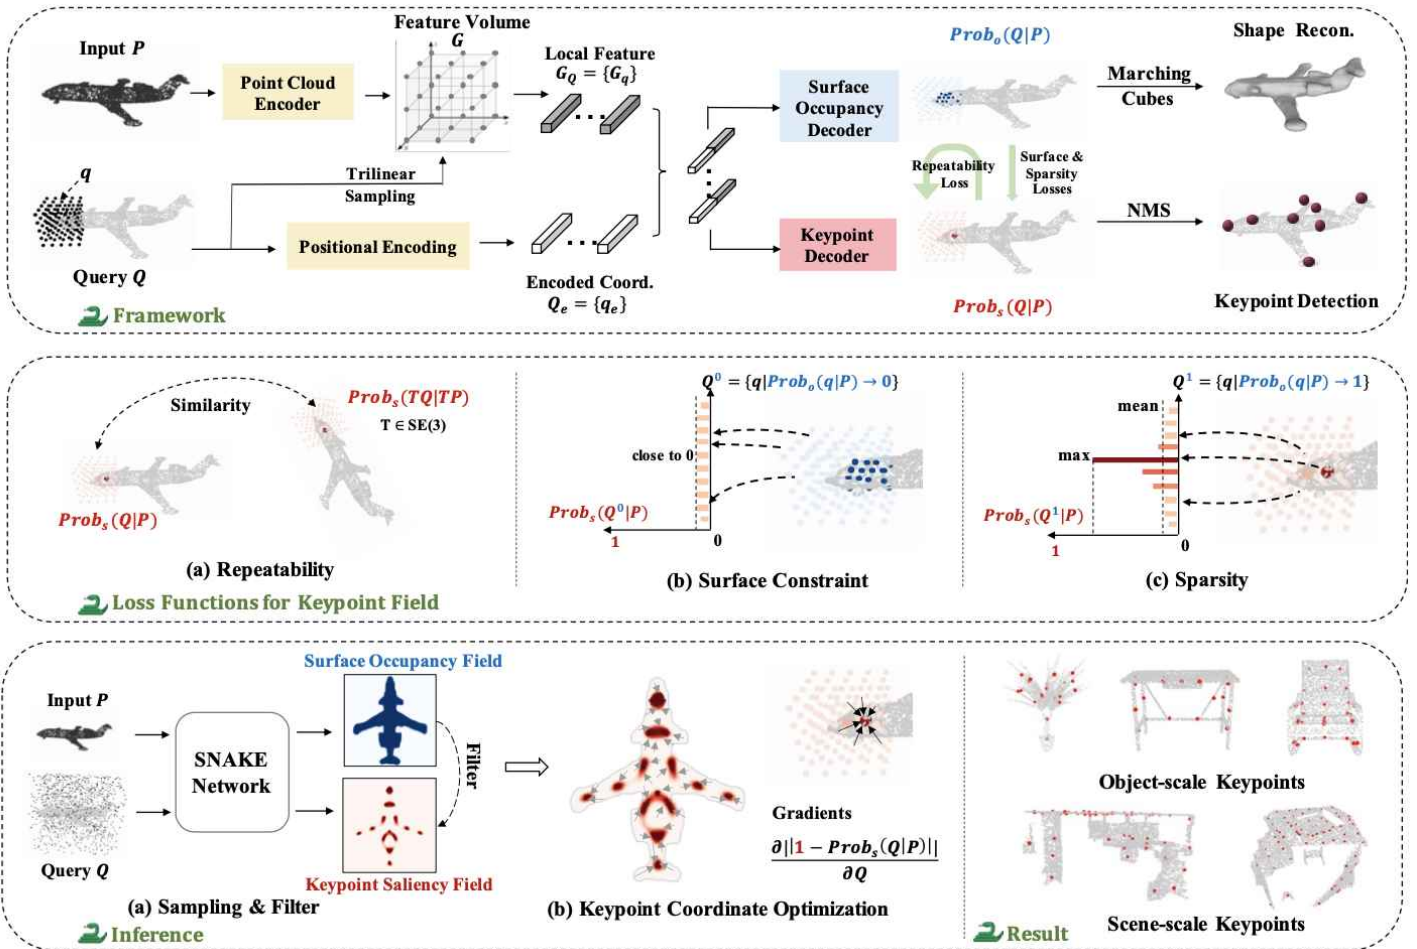 Input P
Point Cloud
Encoder
Feature Volume
G
Local Feature
G_Q = {G_q}
Surface
Occupancy
Decoder
Prob_o(Q|P)
Marching
Cubes
Shape Recon.
q
Trilinear
Sampling
Repeatability
Loss
Surface &
Sparsity
Losses
NMS
Query Q
Positional Encoding
Encoded Coord.
Q_e = {q_e}
Keypoint
Decoder
Prob_s(Q|P)
Keypoint Detection
Framework
Similarity
Prob_s(TQ|TP)
T ∈ SE(3)
Prob_s(Q|P)
(a) Repeatability
Q^0 = {q|Prob_o(q|P) → 0}
close to 0
Prob_s(Q^0|P)
1
0
(b) Surface Constraint
Q^1 = {q|Prob_o(q|P) → 1}
mean
max
Prob_s(Q^1|P)
1
0
(c) Sparsity
Loss Functions for Keypoint Field
Input P
Query Q
SNAKE
Network
Surface Occupancy Field
Filter
Keypoint Saliency Field
(a) Sampling & Filter
Gradients
∂||1 − Prob_s(Q|P)||
∂Q
(b) Keypoint Coordinate Optimization
Inference
Object-scale Keypoints
Scene-scale Keypoints
Result